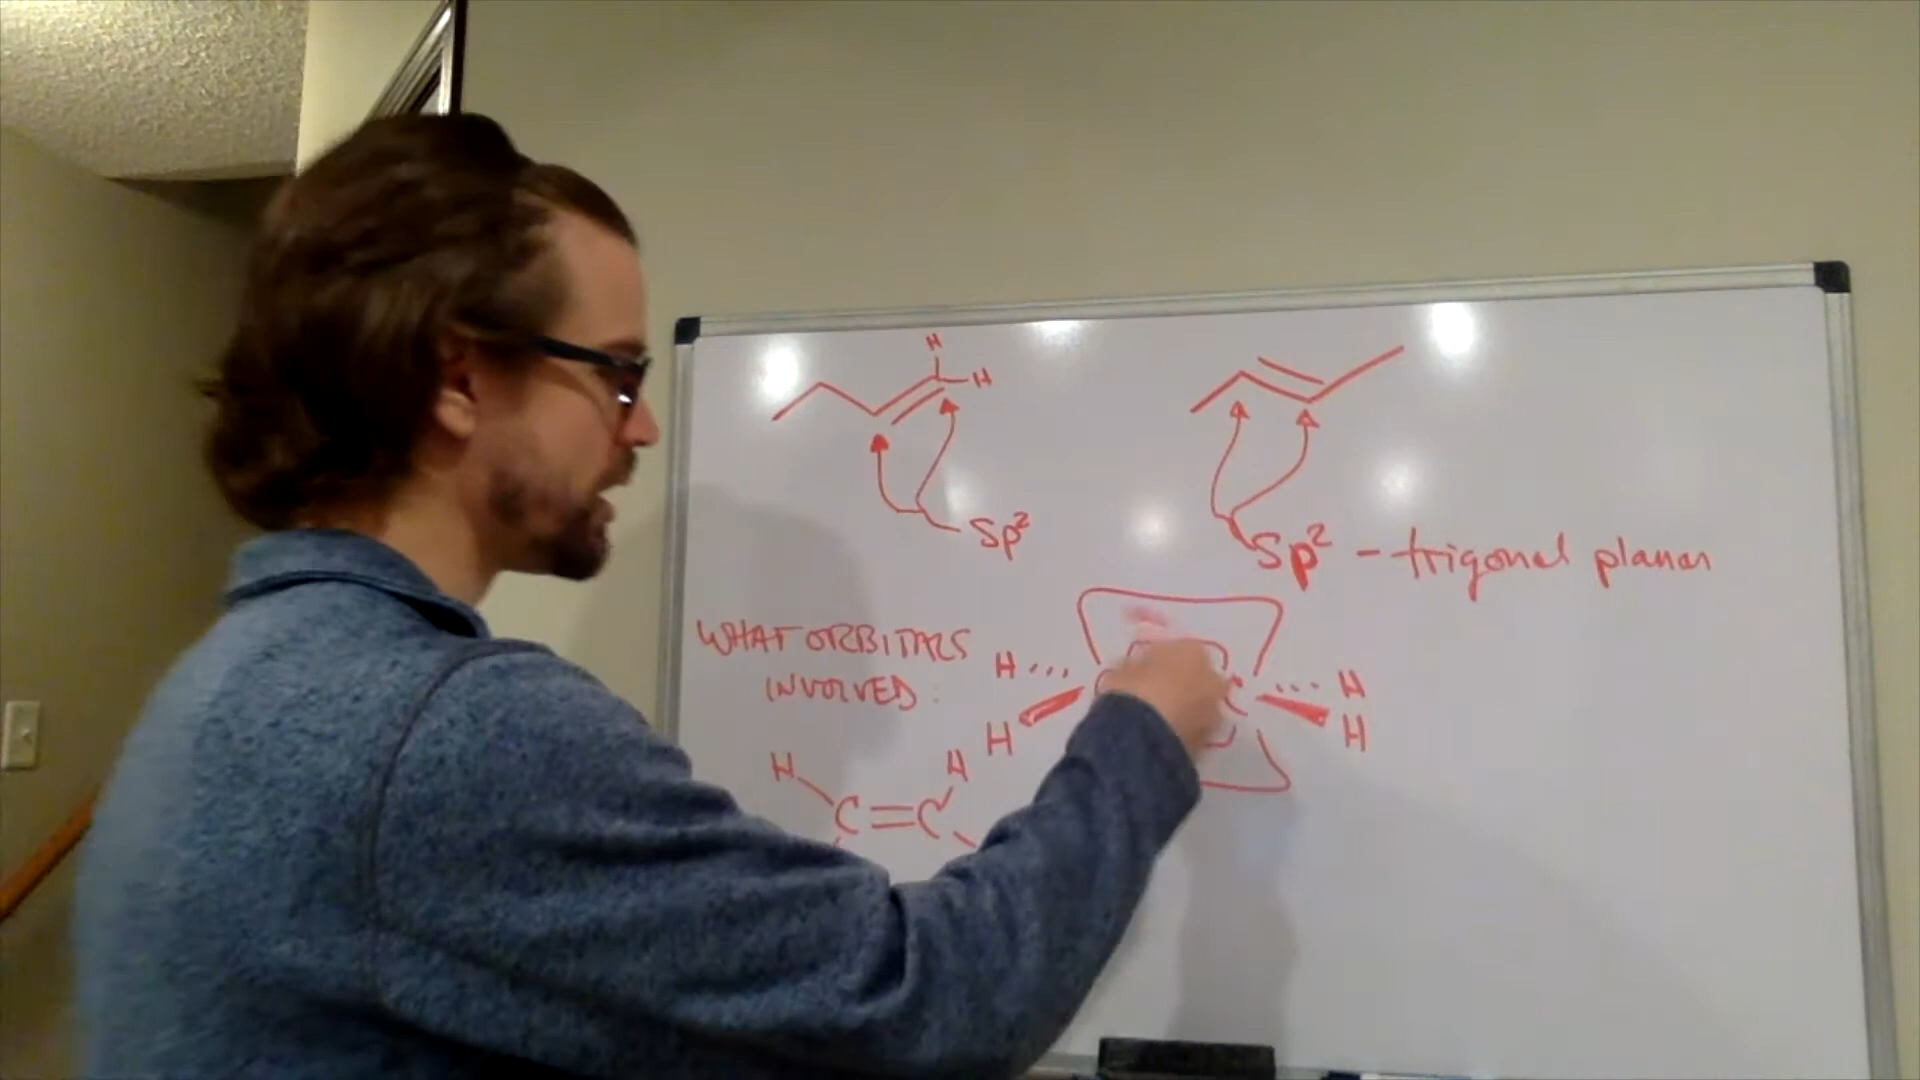 H
H
Sp²
Sp² - trigonal planar
WHAT ORBITALS
INVOLVED:
H H
H C H
H H
C=C